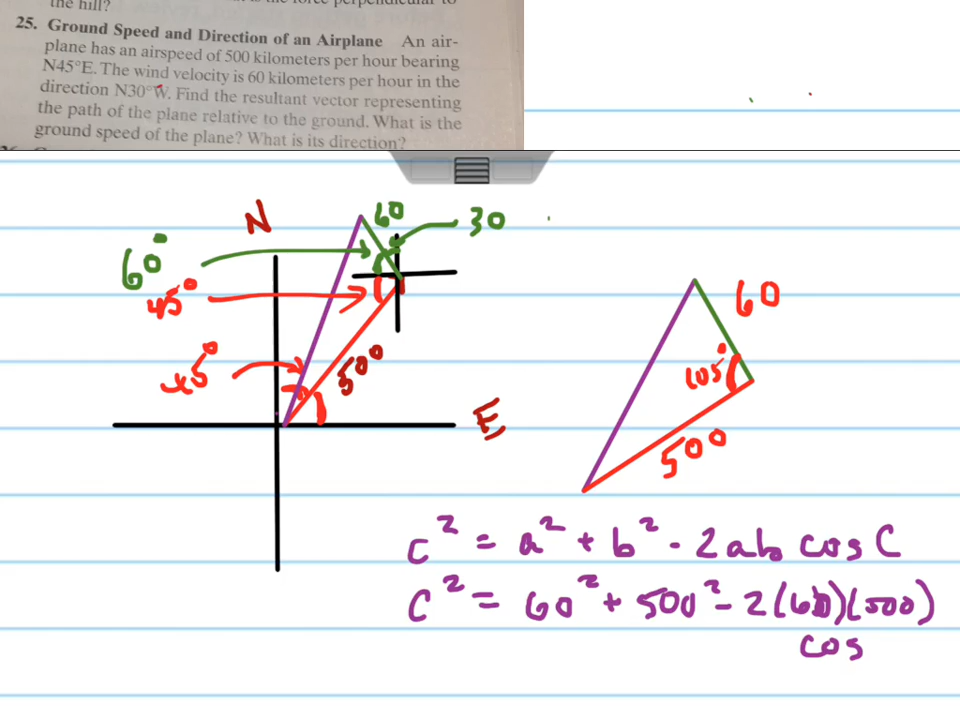 the hill?
25. Ground Speed and Direction of an Airplane An air-
plane has an airspeed of 500 kilometers per hour bearing
N45°E. The wind velocity is 60 kilometers per hour in the
direction N30°W. Find the resultant vector representing
the path of the plane relative to the ground. What is the
ground speed of the plane? What is its direction?
N
60
30
60°
45°
45°
500
E
60
105°
500
c² = a² + b² - 2ab cos C
c² = 60² + 500² - 2(60)(500)
cos